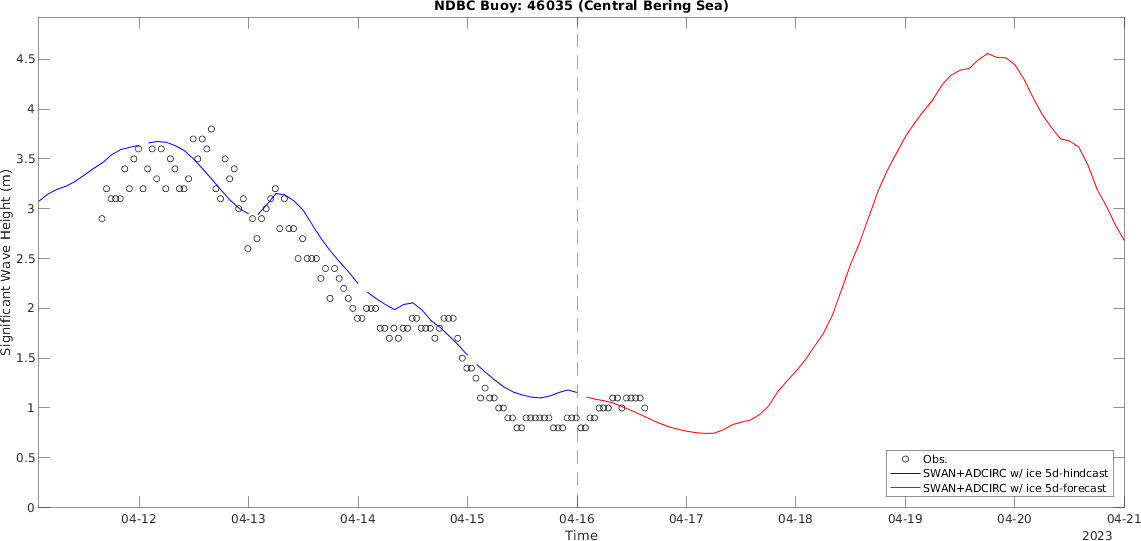 NDBC Buoy: 46035 (Central Bering Sea)
Significant Wave Height (m)
4.5
4
3.5
3
2.5
2
1.5
1
0.5
0
Obs.
SWAN+ADCIRC w/ ice 5d-hindcast
SWAN+ADCIRC w/ ice 5d-forecast
04-12 04-13 04-14 04-15 04-16 04-17 04-18 04-19 04-20 04-21
Time
2023